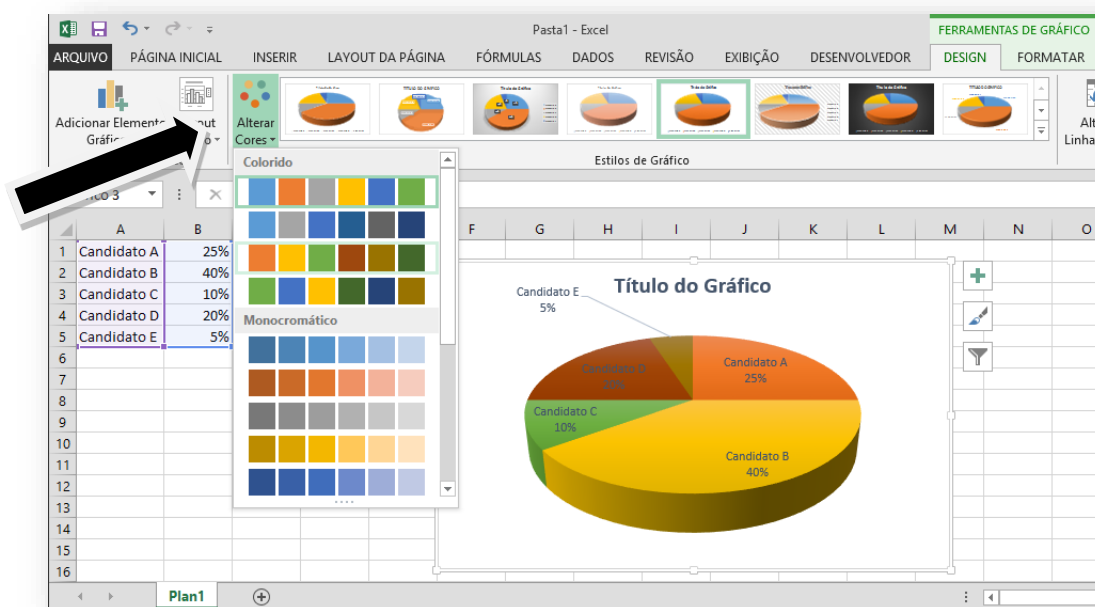 Pasta1 - Excel
FERRAMENTAS DE GRÁFICO
ARQUIVO PÁGINA INICIAL INSERIR LAYOUT DA PÁGINA FÓRMULAS DADOS REVISÃO EXIBIÇÃO DESENVOLVEDOR DESIGN FORMATAR
Adicionar
Alterar
Cores
Estilos de Gráfico
Colorido
Monocromático
3
A B F G H I J K L M N O
1 Candidato A 25%
2 Candidato B 40%
3 Candidato C 10%
4 Candidato D 20%
5 Candidato E 5%
6
7
8
9
10
11
12
13
14
15
16
Título do Gráfico
Candidato E
5%
Candidato A
25%
Candidato D
20%
Candidato C
10%
Candidato B
40%
Plan1